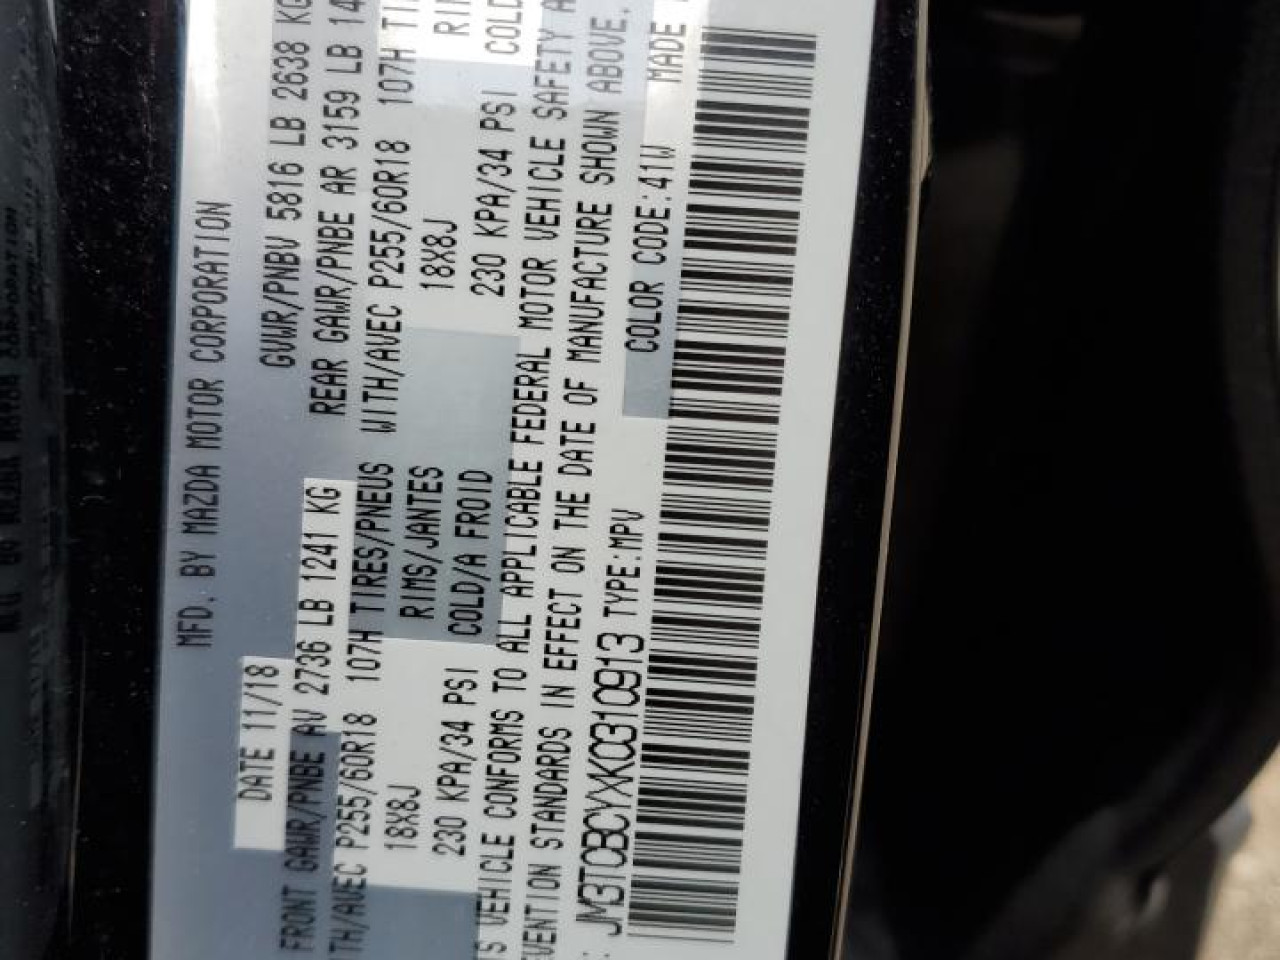 MFD. BY MAZDA MOTOR CORPORATION
DATE 11/18
GVWR/PNBV 5816 LB 2638 KG
FRONT GAWR/PNBE AV 2736 LB 1241 KG
REAR GAWR/PNBE AR 3159 LB
WITH/AVEC P255/60R18 107H TIRES/PNEUS
WITH/AVEC P255/60R18 107H
18X8J RIMS/JANTES
18X8J
230 KPA/34 PSI COLD/A FROID
230 KPA/34 PSI COLD
VEHICLE CONFORMS TO ALL APPLICABLE FEDERAL MOTOR VEHICLE SAFETY
STANDARDS IN EFFECT ON THE DATE OF MANUFACTURE SHOWN ABOVE.
: JM3TCBCYXK0310913 TYPE:MPV
COLOR CODE:41W MADE